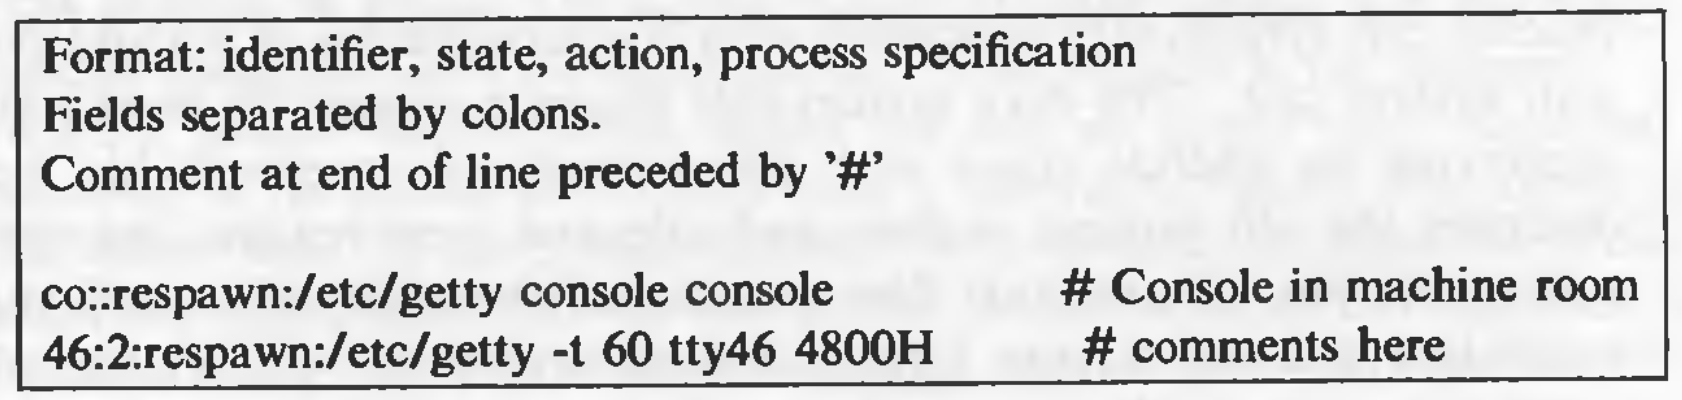 Format: identifier, state, action, process specification
Fields separated by colons.
Comment at end of line preceded by '#'
co::respawn:/etc/getty console console # Console in machine room
46:2:respawn:/etc/getty -t 60 tty46 4800H # comments here